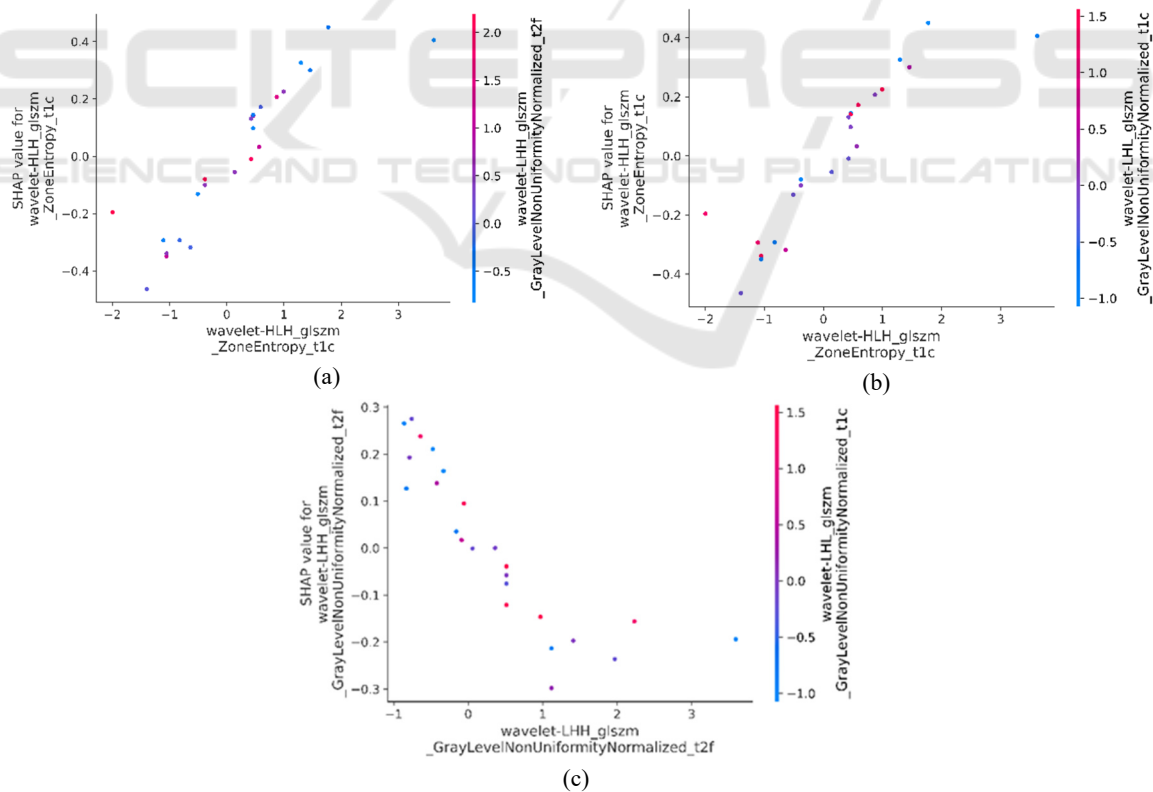 SCITEPRESS
SCIENCE AND TECHNOLOGY PUBLICATIONS
0.4
0.2
0.0
−0.2
−0.4
SHAP value for
wavelet-HLH_glszm
_ZoneEntropy_t1c
−2
−1
0
1
2
3
wavelet-HLH_glszm
_ZoneEntropy_t1c
2.0
1.5
1.0
0.5
0.0
−0.5
wavelet-LHH_glszm
_GrayLevelNonUniformityNormalized_t2f
(a)
0.4
0.2
0.0
−0.2
−0.4
SHAP value for
wavelet-HLH_glszm
_ZoneEntropy_t1c
−2
−1
0
1
2
3
wavelet-HLH_glszm
_ZoneEntropy_t1c
1.5
1.0
0.5
0.0
−0.5
−1.0
wavelet-LHL_glszm
_GrayLevelNonUniformityNormalized_t1c
(b)
0.3
0.2
0.1
0.0
−0.1
−0.2
−0.3
SHAP value for
wavelet-LHH_glszm
_GrayLevelNonUniformityNormalized_t2f
−1
0
1
2
3
wavelet-LHH_glszm
_GrayLevelNonUniformityNormalized_t2f
1.5
1.0
0.5
0.0
−0.5
−1.0
wavelet-LHL_glszm
_GrayLevelNonUniformityNormalized_t1c
(c)